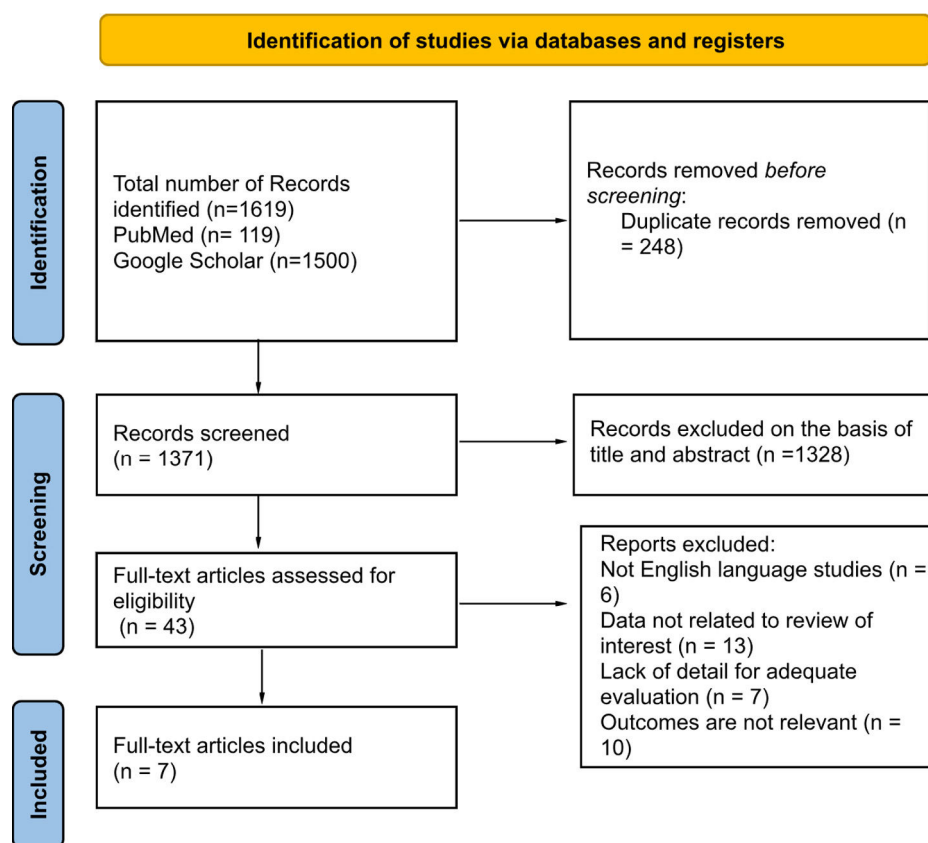 Identification of studies via databases and registers
Identification
Total number of Records
identified (n=1619)
PubMed (n= 119)
Google Scholar (n=1500)
Records removed before
screening:
Duplicate records removed (n
= 248)
Screening
Records screened
(n = 1371)
Records excluded on the basis of
title and abstract (n =1328)
Full-text articles assessed for
eligibility
(n = 43)
Reports excluded:
Not English language studies (n =
6)
Data not related to review of
interest (n = 13)
Lack of detail for adequate
evaluation (n = 7)
Outcomes are not relevant (n =
10)
Included
Full-text articles included
(n = 7)